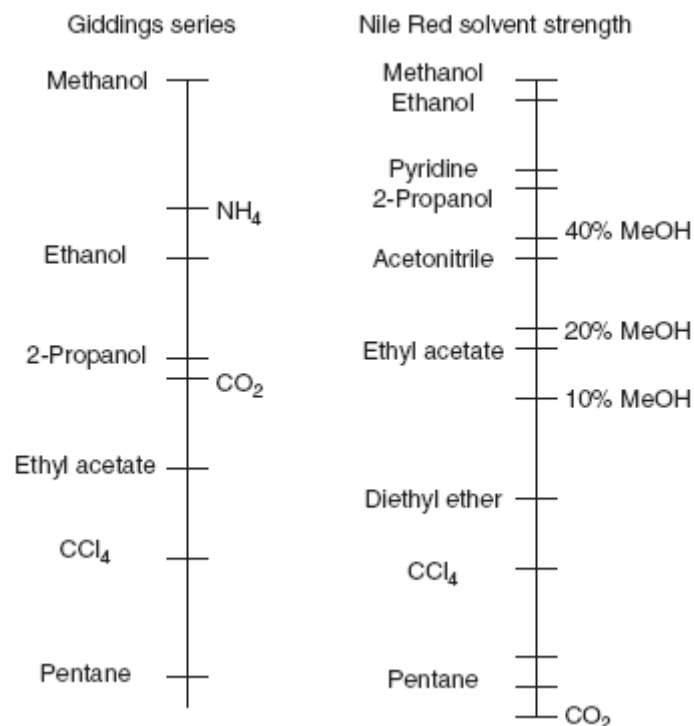 Giddings series
Methanol
NH₄
Ethanol
2-Propanol
CO₂
Ethyl acetate
CCl₄
Pentane
Nile Red solvent strength
Methanol
Ethanol
Pyridine
2-Propanol
40% MeOH
Acetonitrile
20% MeOH
Ethyl acetate
10% MeOH
Diethyl ether
CCl₄
Pentane
CO₂